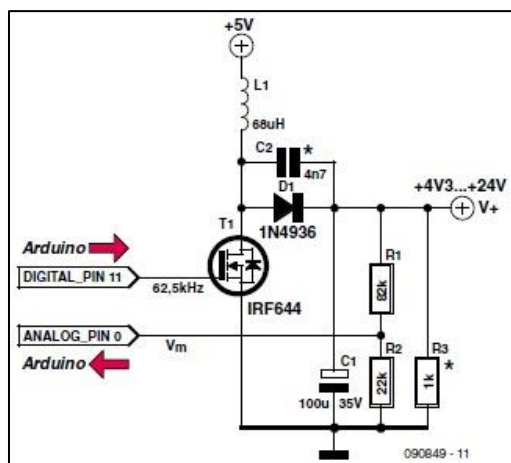 +5V
L1
68uH
C2
*
4n7
D1
1N4936
+4V3...+24V
V+
T1
Arduino
DIGITAL_PIN 11
62,5kHz
IRF644
R1
82k
ANALOG_PIN 0
Vm
Arduino
C1
100u 35V
R2
22k
R3
*
1k
090849 - 11